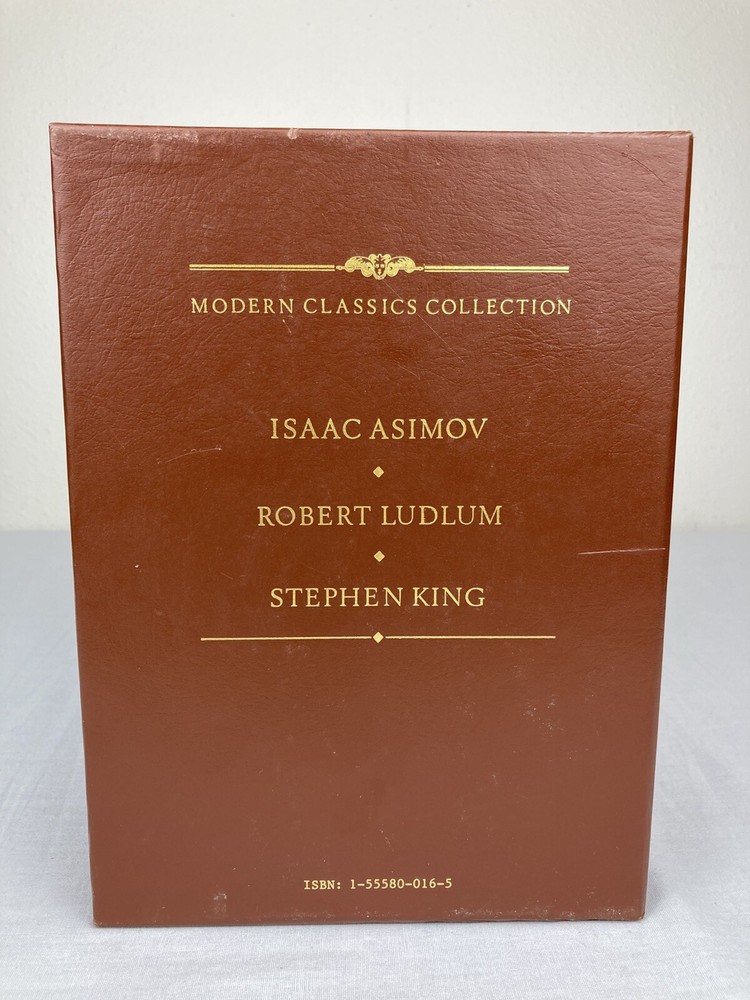 MODERN CLASSICS COLLECTION
ISAAC ASIMOV
ROBERT LUDLUM
STEPHEN KING
ISBN: 1-55580-016-5